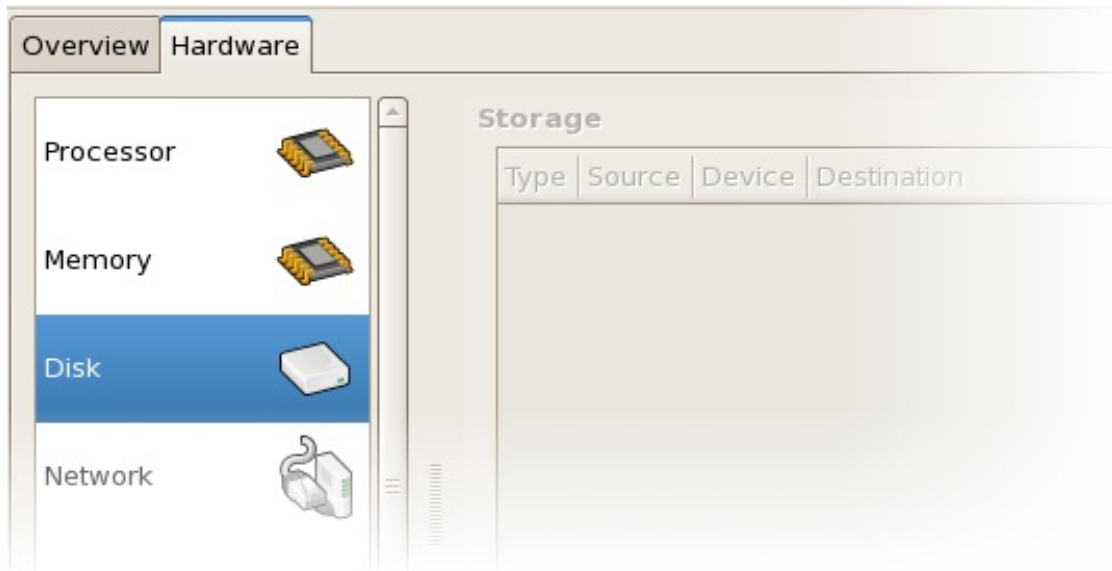 Overview Hardware
Storage
Processor
Type Source Device Destination
Memory
Disk
Network